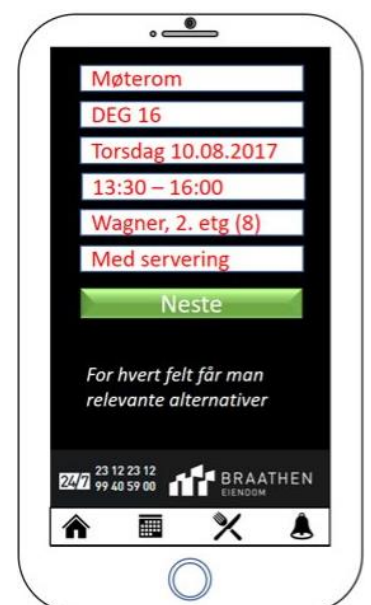 Møterom
DEG 16
Torsdag 10.08.2017
13:30 – 16:00
Wagner, 2. etg (8)
Med servering
Neste
For hvert felt får man
relevante alternativer
24/7 23 12 23 12
99 40 59 00
BRAATHEN
EIENDOM